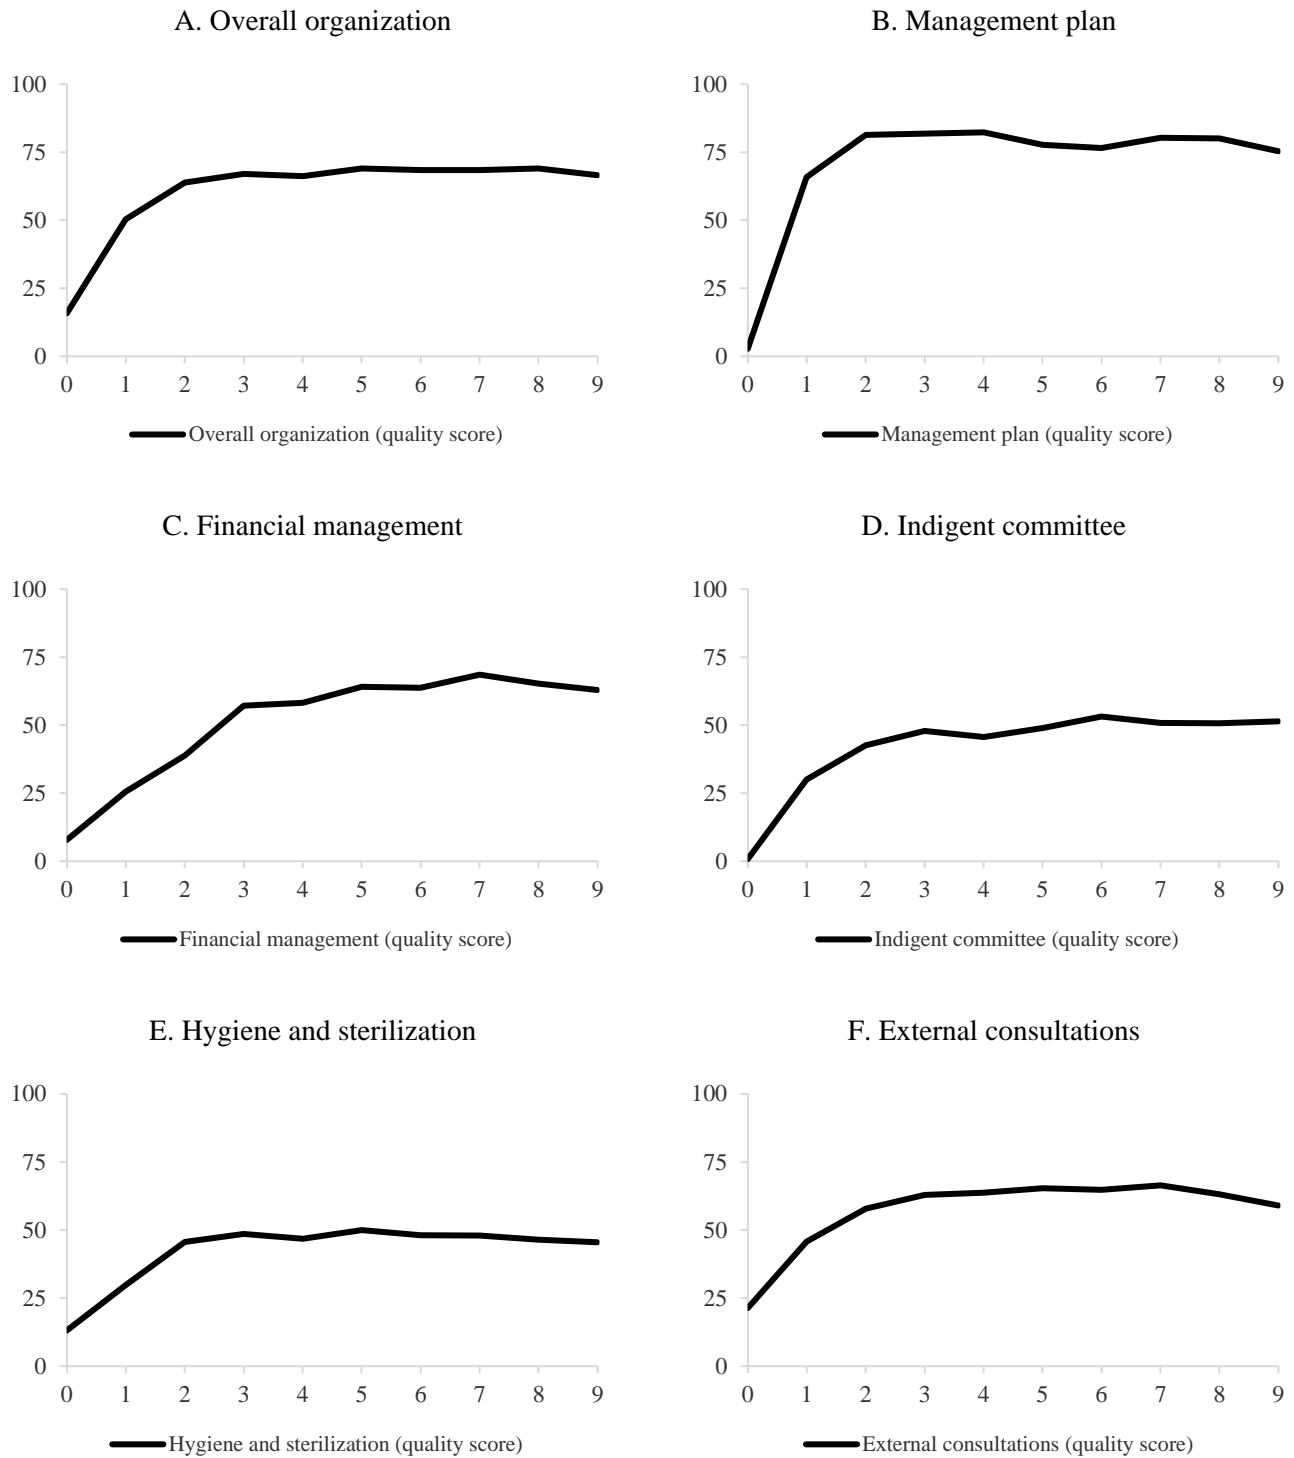 A. Overall organization
100
75
50
25
0
0 1 2 3 4 5 6 7 8 9
Overall organization (quality score)
B. Management plan
100
75
50
25
0
0 1 2 3 4 5 6 7 8 9
Management plan (quality score)
C. Financial management
100
75
50
25
0
0 1 2 3 4 5 6 7 8 9
Financial management (quality score)
D. Indigent committee
100
75
50
25
0
0 1 2 3 4 5 6 7 8 9
Indigent committee (quality score)
E. Hygiene and sterilization
100
75
50
25
0
0 1 2 3 4 5 6 7 8 9
Hygiene and sterilization (quality score)
F. External consultations
100
75
50
25
0
0 1 2 3 4 5 6 7 8 9
External consultations (quality score)